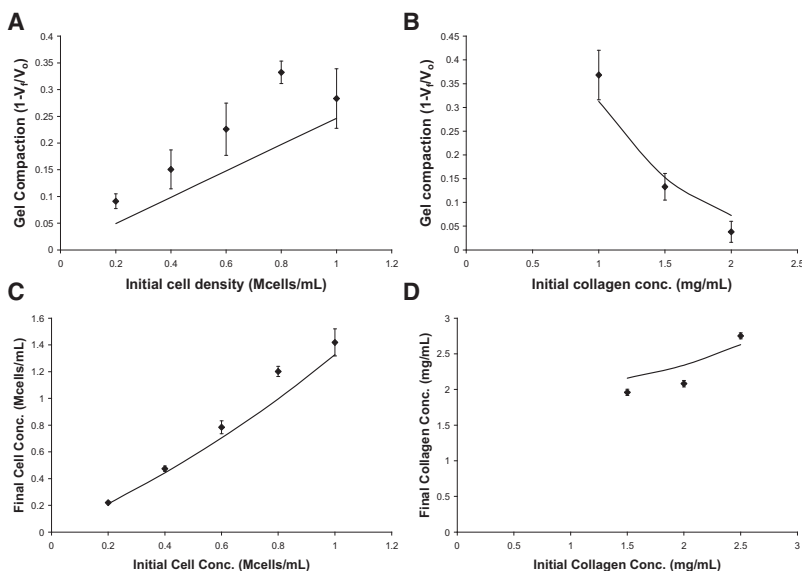 A
Gel Compaction (1-Vf/Vo)
0.4
0.35
0.3
0.25
0.2
0.15
0.1
0.05
0
0 0.2 0.4 0.6 0.8 1 1.2
Initial cell density (Mcells/mL)
B
Gel compaction (1-Vf/Vo)
0.45
0.4
0.35
0.3
0.25
0.2
0.15
0.1
0.05
0
0 0.5 1 1.5 2 2.5
Initial collagen conc. (mg/mL)
C
Final Cell Conc. (Mcells/mL)
1.6
1.4
1.2
1
0.8
0.6
0.4
0.2
0
0 0.2 0.4 0.6 0.8 1 1.2
Initial Cell Conc. (Mcells/mL)
D
Final Collagen Conc. (mg/mL)
3
2.5
2
1.5
1
0.5
0
0 0.5 1 1.5 2 2.5 3
Initial Collagen Conc. (mg/mL)